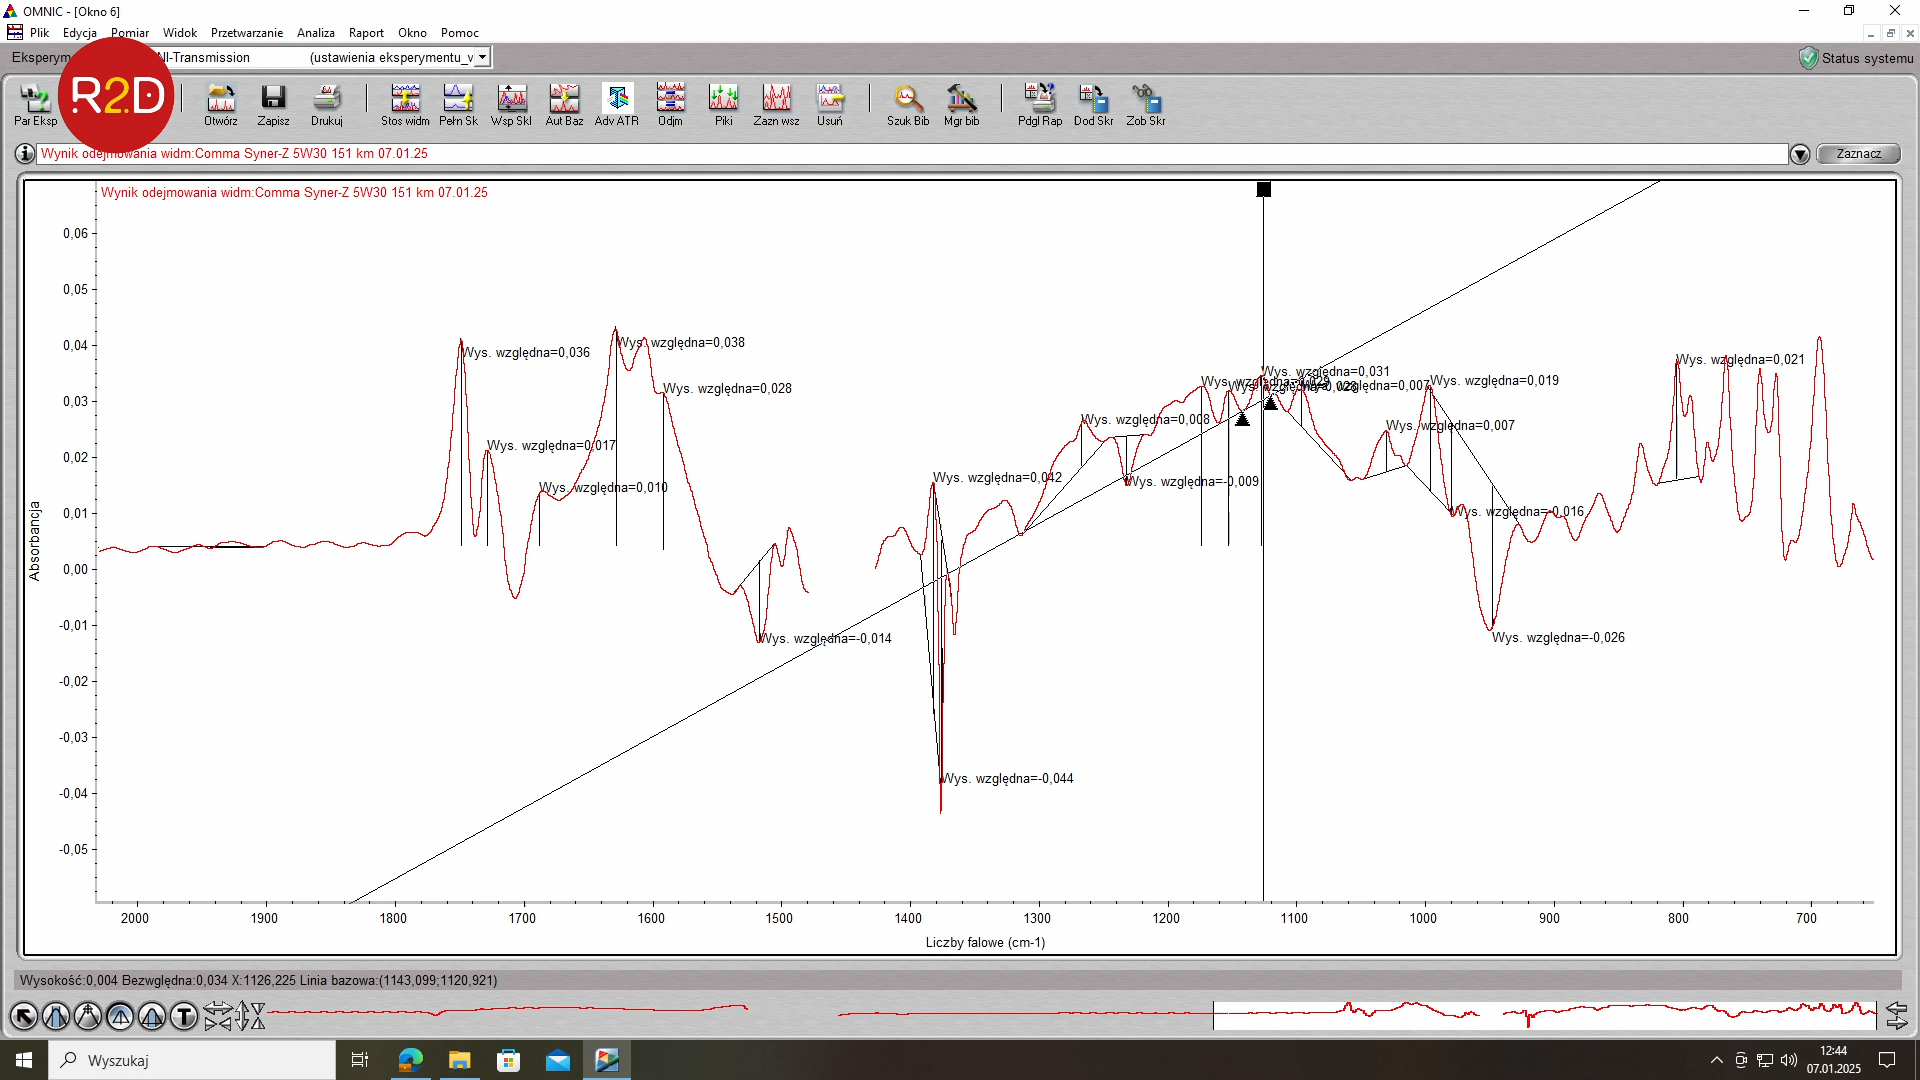 OMNIC - [Okno 6]
Plik Edycja Pomiar Widok Przetwarzanie Analiza Raport Okno Pomoc
Eksperym NI-Transmission (ustawienia eksperymentu_v
Status systemu
R2D
Par Eksp Otwórz Zapisz Drukuj Stos widm Pełn Sk Wsp Skl Aut Baz Adv ATR Odjm Piki Zazn wsz Usuń Szuk Bib Mgr bib Pdgl Rap Dod Skr Zob Skr
Wynik odejmowania widm:Comma Syner-Z 5W30 151 km 07.01.25
Zaznacz
Wynik odejmowania widm:Comma Syner-Z 5W30 151 km 07.01.25
0,06
0,05
0,04
0,03
0,02
0,01
0,00
-0,01
-0,02
-0,03
-0,04
-0,05
Absorbancja
Wys. względna=0,036
Wys. względna=0,017
Wys. względna=0,010
Wys. względna=0,038
Wys. względna=0,028
Wys. względna=-0,014
Wys. względna=0,042
Wys. względna=-0,044
Wys. względna=0,008
Wys. względna=-0,009
Wys. względna=0,031
względna=0,007
Wys. względna=0,019
Wys. względna=0,007
Wys. względna=-0,026
Wys. względna=0,021
2000 1900 1800 1700 1600 1500 1400 1300 1200 1100 1000 900 800 700
Liczby falowe (cm-1)
Wysokość:0,004 Bezwględna:0,034 X:1126,225 Linia bazowa:(1143,099;1120,921)
T
Wyszukaj
12:44
07.01.2025